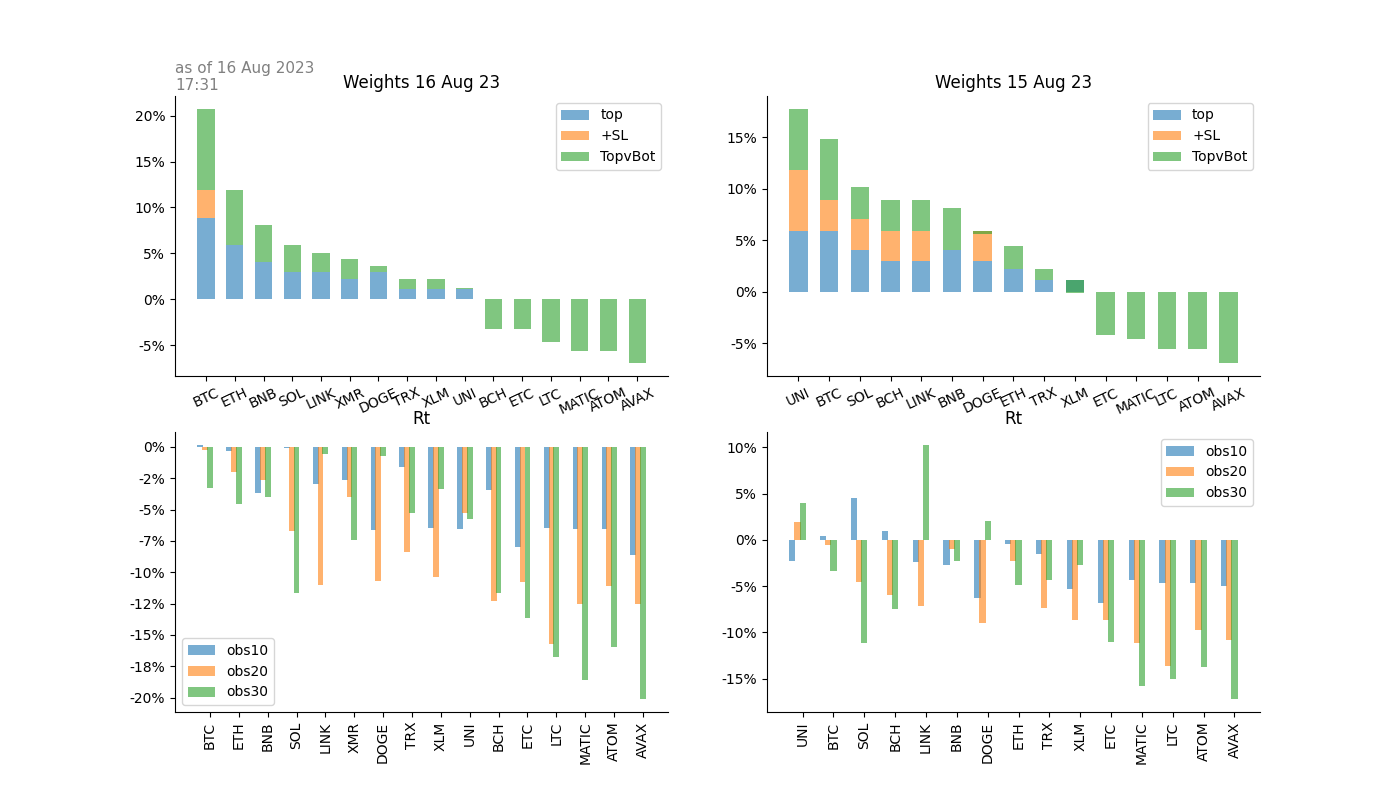 as of 16 Aug 2023
17:31
Weights 16 Aug 23
20%
15%
10%
5%
0%
-5%
top
+SL
TopvBot
BTC ETH BNB SOL LINK XMR DOGE TRX XLM UNI BCH ETC LTC MATIC ATOM AVAX
Weights 15 Aug 23
15%
10%
5%
0%
-5%
top
+SL
TopvBot
UNI BTC SOL BCH LINK BNB DOGE ETH TRX XLM ETC MATIC LTC ATOM AVAX
Rt
0%
-2%
-5%
-7%
-10%
-12%
-15%
-18%
-20%
obs10
obs20
obs30
BTC ETH BNB SOL LINK XMR DOGE TRX XLM UNI BCH ETC LTC MATIC ATOM AVAX
Rt
10%
5%
0%
-5%
-10%
-15%
obs10
obs20
obs30
UNI BTC SOL BCH LINK BNB DOGE ETH TRX XLM ETC MATIC LTC ATOM AVAX